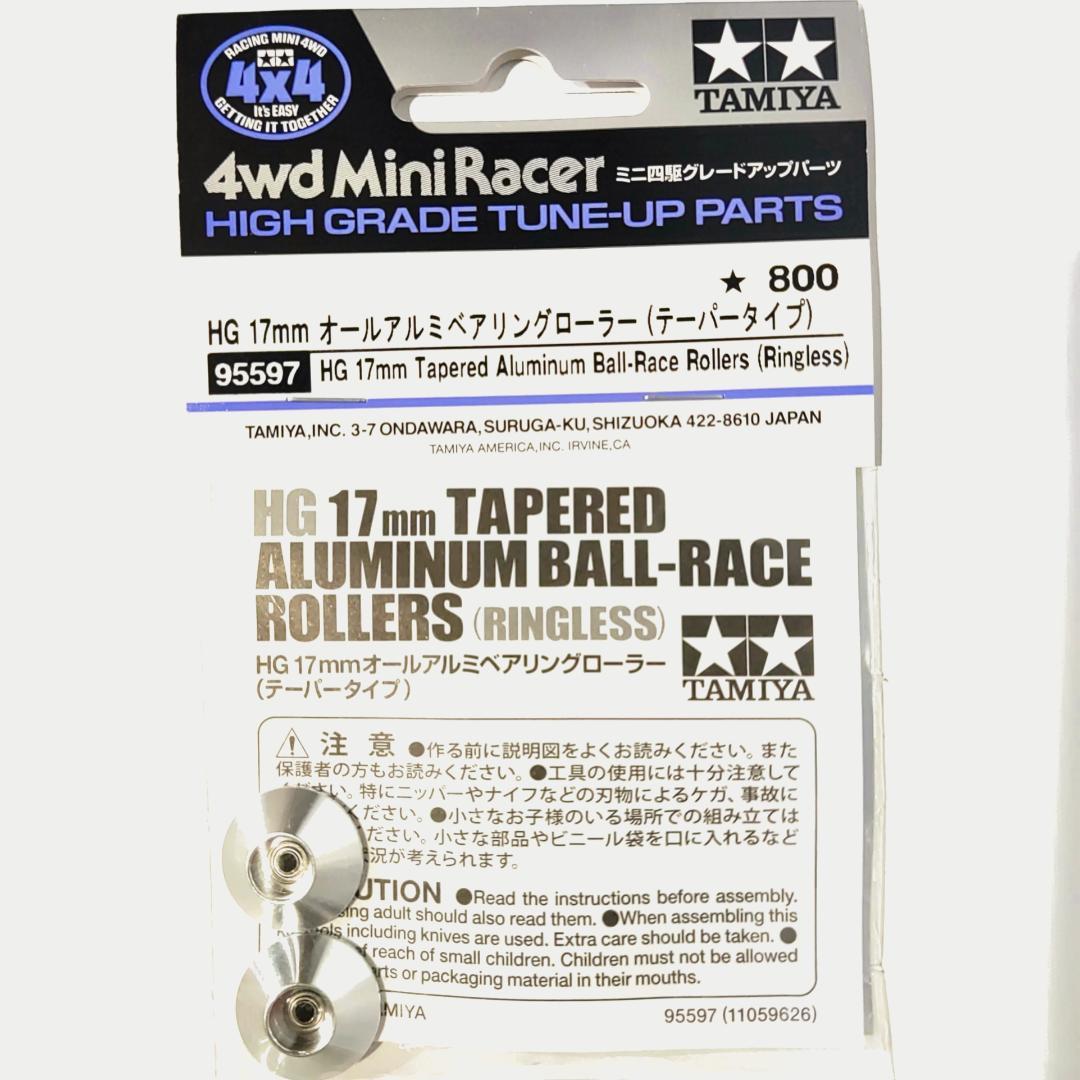 RACING MINI 4WD
4x4
It's EASY
GETTING IT TOGETHER
TAMIYA
4wd Mini Racer ミニ四駆グレードアップパーツ
HIGH GRADE TUNE-UP PARTS
★ 800
HG 17mm オールアルミベアリングローラー (テーパータイプ)
95597 HG 17mm Tapered Aluminum Ball-Race Rollers (Ringless)
TAMIYA,INC. 3-7 ONDAWARA, SURUGA-KU, SHIZUOKA 422-8610 JAPAN
TAMIYA AMERICA,INC. IRVINE,CA
HG 17mm TAPERED
ALUMINUM BALL-RACE
ROLLERS (RINGLESS)
HG 17mmオールアルミベアリングローラー
(テーパータイプ)
TAMIYA
注 意 ●作る前に説明図をよくお読みください。また
保護者の方もお読みください。●工具の使用には十分注意して
ください。特にニッパーやナイフなどの刃物によるケガ、事故に
ください。●小さなお子様のいる場所での組み立ては
ださい。小さな部品やビニール袋を口に入れるなど
況が考えられます。
UTION ●Read the instructions before assembly.
sing adult should also read them. ●When assembling this
ols including knives are used. Extra care should be taken. ●
f reach of small children. Children must not be allowed
arts or packaging material in their mouths.
MIYA 95597 (11059626)